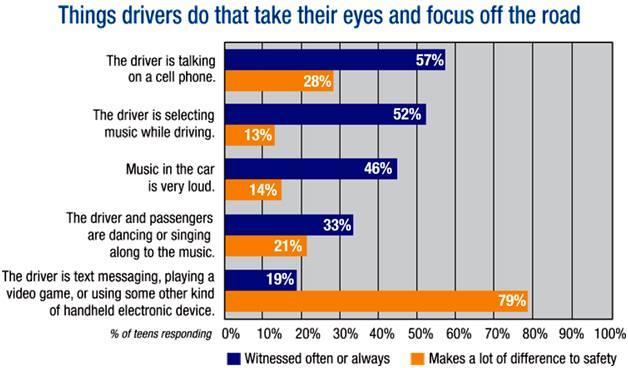 Things drivers do that take their eyes and focus off the road
The driver is talking
on a cell phone.
57%
28%
The driver is selecting
music while driving.
52%
13%
Music in the car
is very loud.
46%
14%
The driver and passengers
are dancing or singing
along to the music.
33%
21%
The driver is text messaging, playing a
video game, or using some other kind
of handheld electronic device.
19%
79%
% of teens responding
0% 10% 20% 30% 40% 50% 60% 70% 80% 90% 100%
Witnessed often or always
Makes a lot of difference to safety